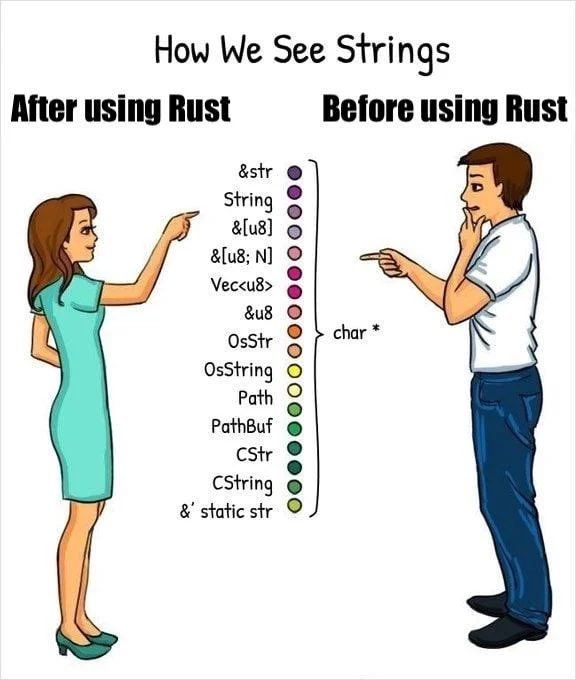 How We See Strings
After using Rust
Before using Rust
&str
String
&[u8]
&[u8; N]
Vec<u8>
&u8
OsStr
OsString
Path
PathBuf
CStr
CString
&' static str
char *